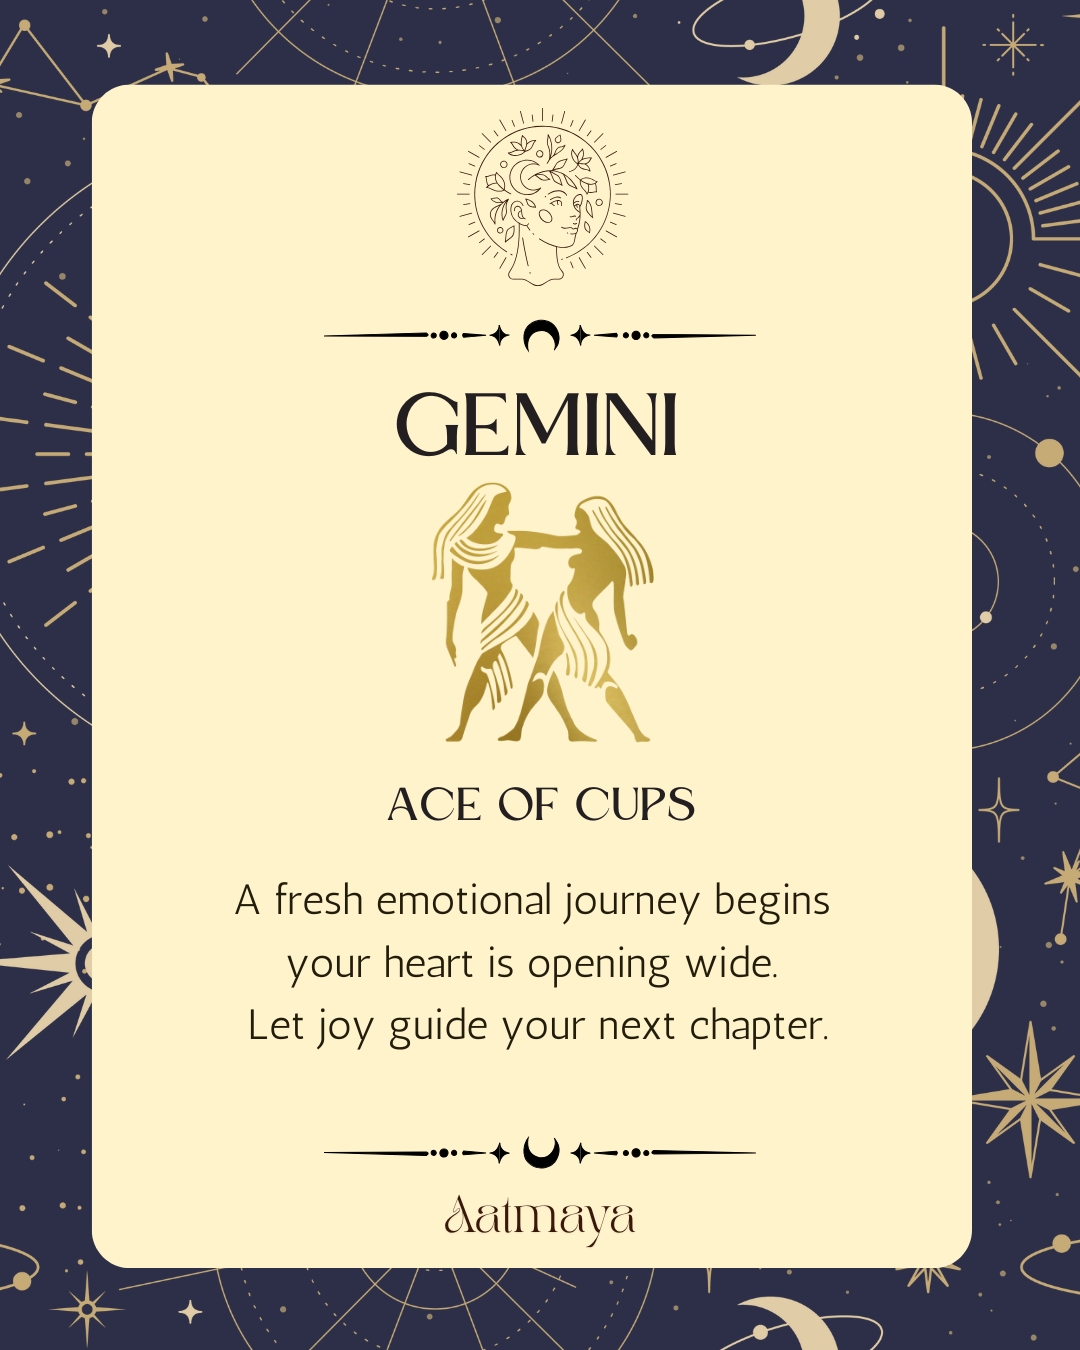 GEMINI
ACE OF CUPS
A fresh emotional journey begins
your heart is opening wide.
Let joy guide your next chapter.
Aatmaya